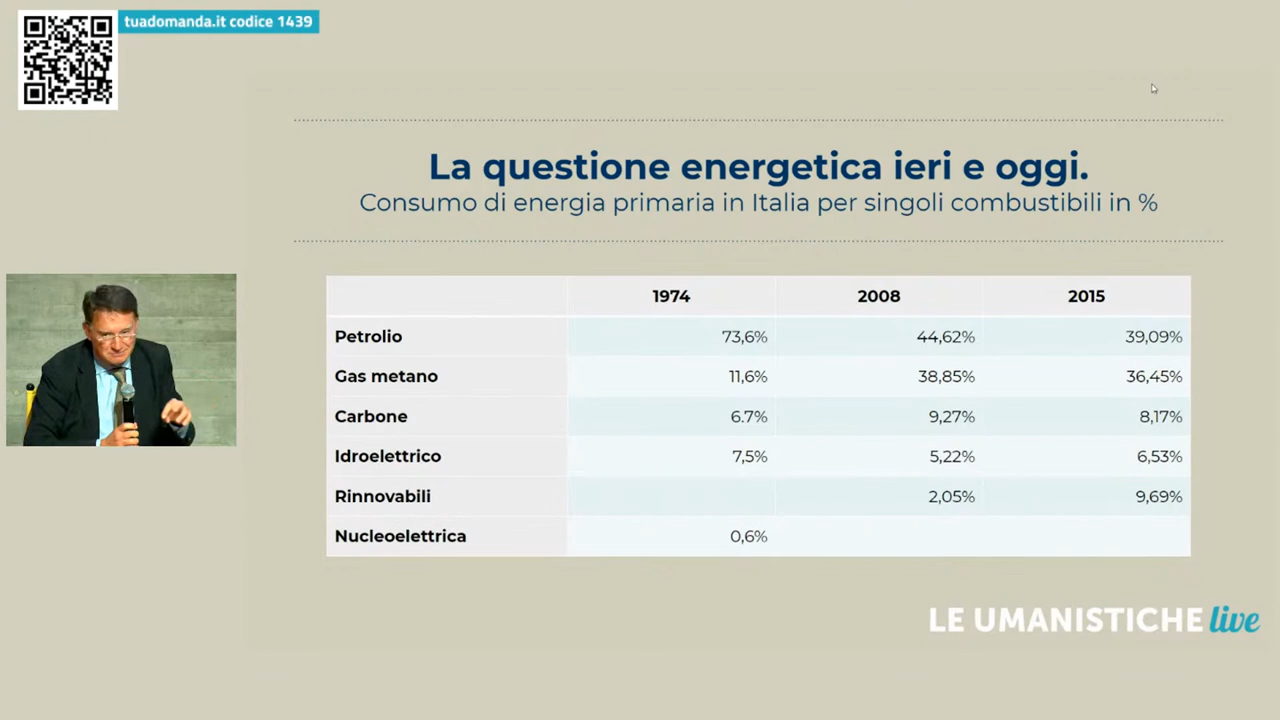 tuadomanda.it codice 1439
La questione energetica ieri e oggi.
Consumo di energia primaria in Italia per singoli combustibili in %
1974 2008 2015
Petrolio 73,6% 44,62% 39,09%
Gas metano 11,6% 38,85% 36,45%
Carbone 6.7% 9,27% 8,17%
Idroelettrico 7,5% 5,22% 6,53%
Rinnovabili 2,05% 9,69%
Nucleoelettrica 0,6%
LE UMANISTICHE live